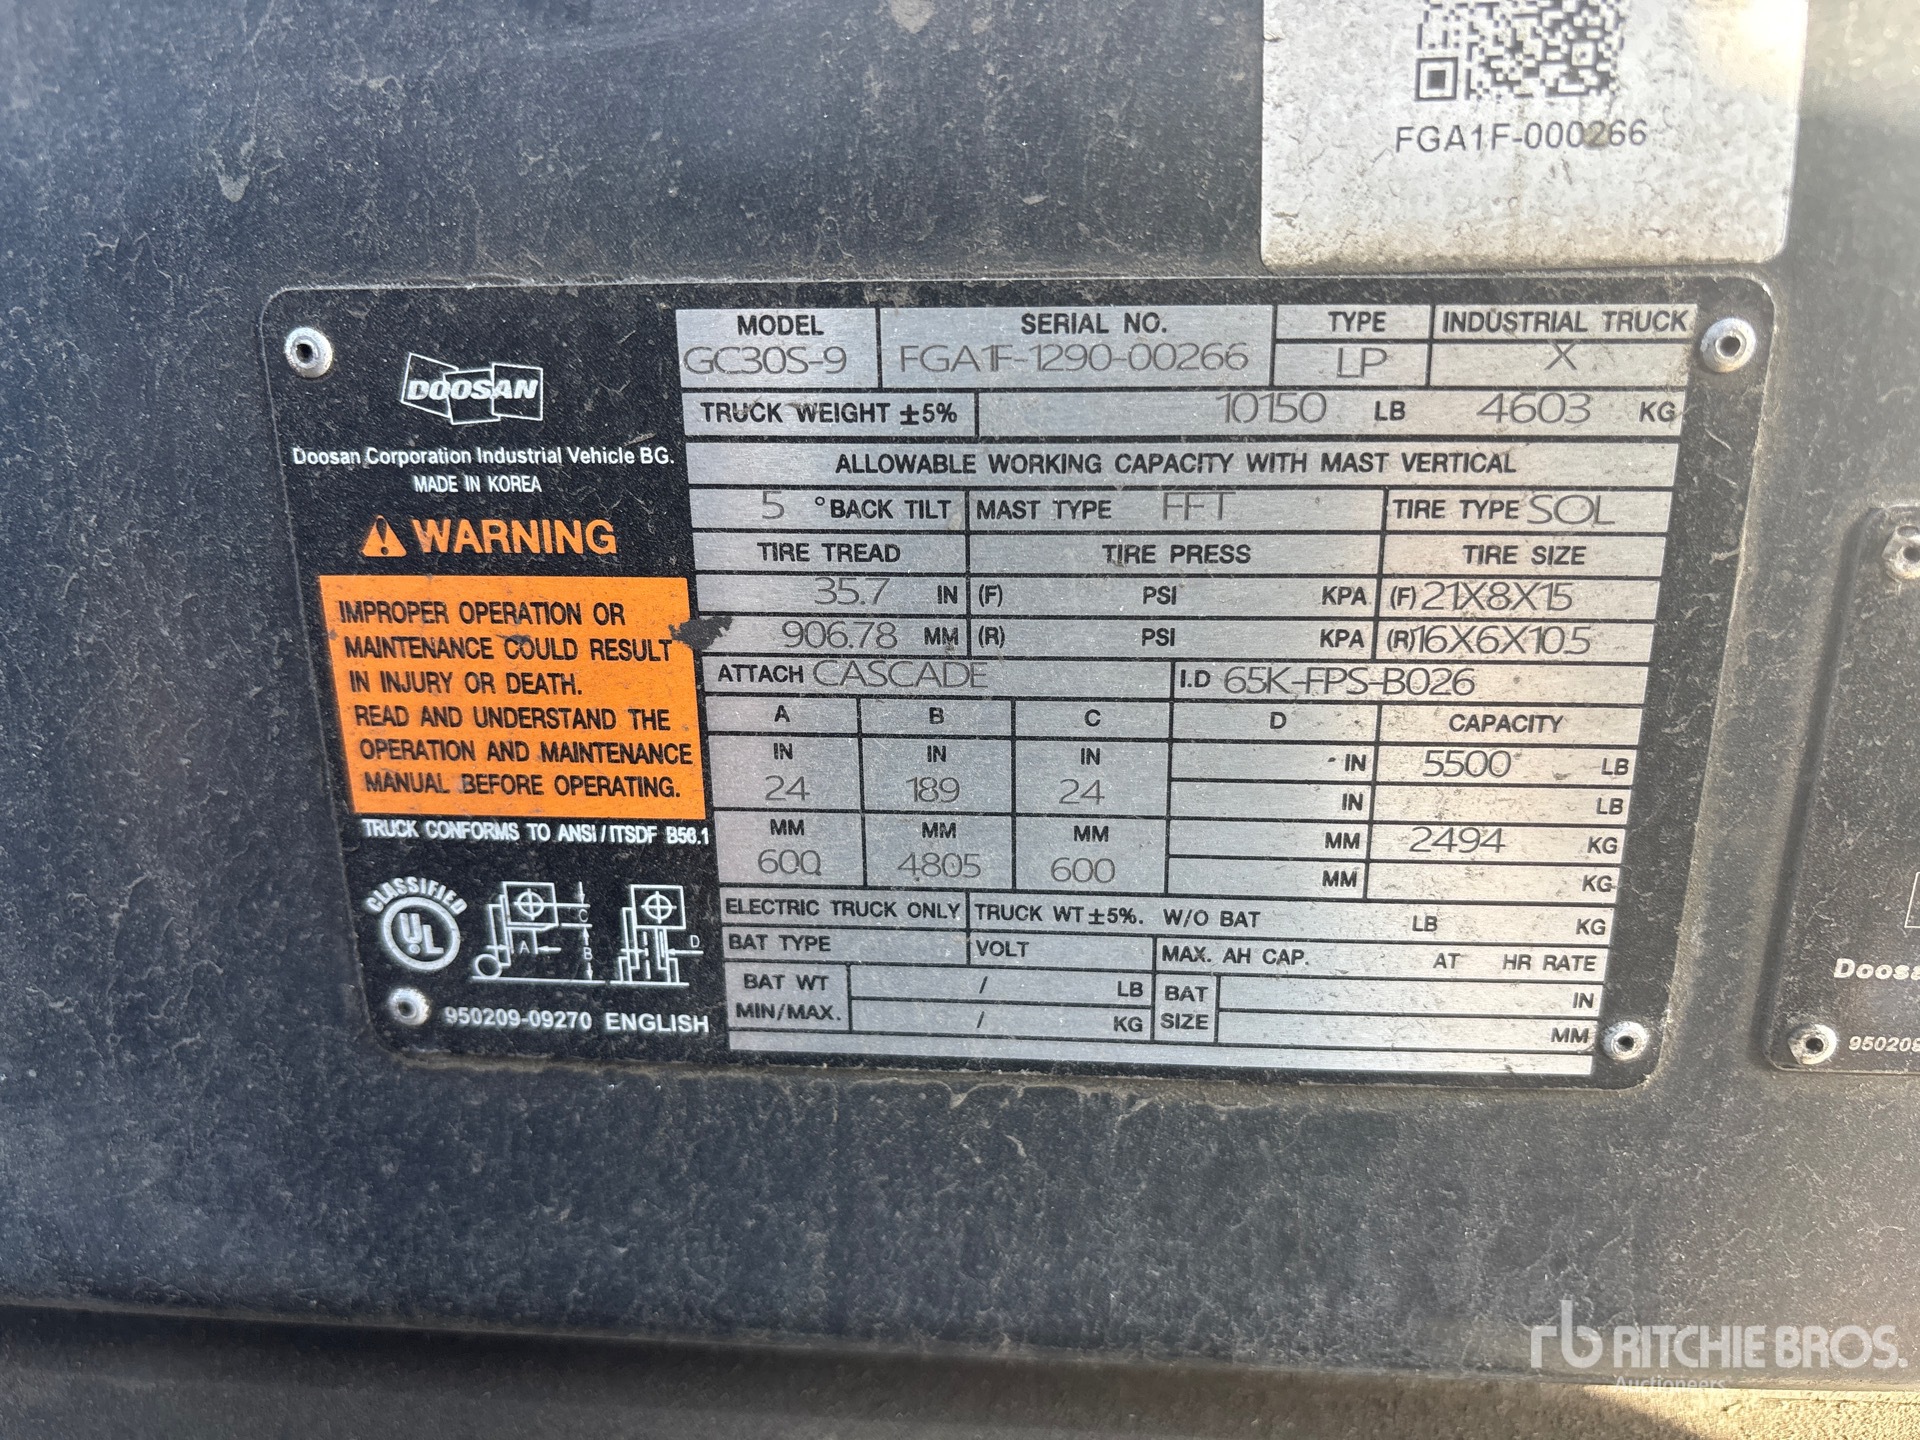 FGA1F-000266
DOOSAN
Doosan Corporation Industrial Vehicle BG.
MADE IN KOREA
WARNING
IMPROPER OPERATION OR
MAINTENANCE COULD RESULT
IN INJURY OR DEATH.
READ AND UNDERSTAND THE
OPERATION AND MAINTENANCE
MANUAL BEFORE OPERATING.
TRUCK CONFORMS TO ANSI/ITSDF B56.1
CLASSIFIED
UL
A B C D
950209-09270 ENGLISH
MODEL SERIAL NO. TYPE INDUSTRIAL TRUCK
GC30S-9 FGA1F-1290-00266 LP X
TRUCK WEIGHT ±5% 10150 LB 4603 KG
ALLOWABLE WORKING CAPACITY WITH MAST VERTICAL
5 °BACK TILT MAST TYPE FFT TIRE TYPE SOL
TIRE TREAD TIRE PRESS TIRE SIZE
35.7 IN (F) PSI KPA (F) 21X8X15
906.78 MM (R) PSI KPA (R) 16X6X10.5
ATTACH CASCADE I.D 65K-FPS-B026
A B C D CAPACITY
IN IN IN IN 5500 LB
24 189 24 IN LB
MM MM MM MM 2494 KG
600 4805 600 MM KG
ELECTRIC TRUCK ONLY TRUCK WT ±5%. W/O BAT LB KG
BAT TYPE VOLT MAX. AH CAP. AT HR RATE
BAT WT / LB BAT IN
MIN/MAX. / KG SIZE MM
Doosa
950209
rb RITCHIE BROS.
Auctioneers